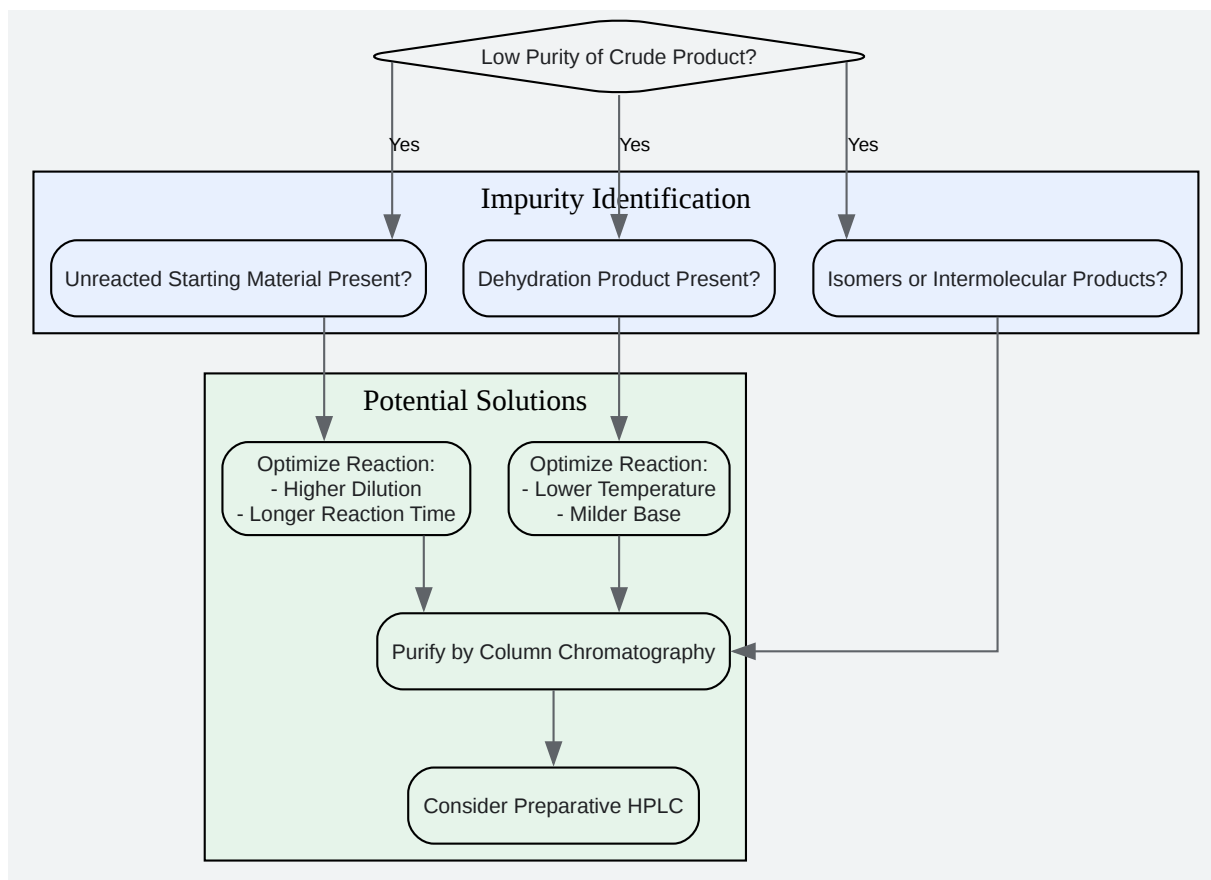 Low Purity of Crude Product?
Yes
Yes
Yes
Impurity Identification
Unreacted Starting Material Present?
Dehydration Product Present?
Isomers or Intermolecular Products?
Potential Solutions
Optimize Reaction:
- Higher Dilution
- Longer Reaction Time
Optimize Reaction:
- Lower Temperature
- Milder Base
Purify by Column Chromatography
Consider Preparative HPLC